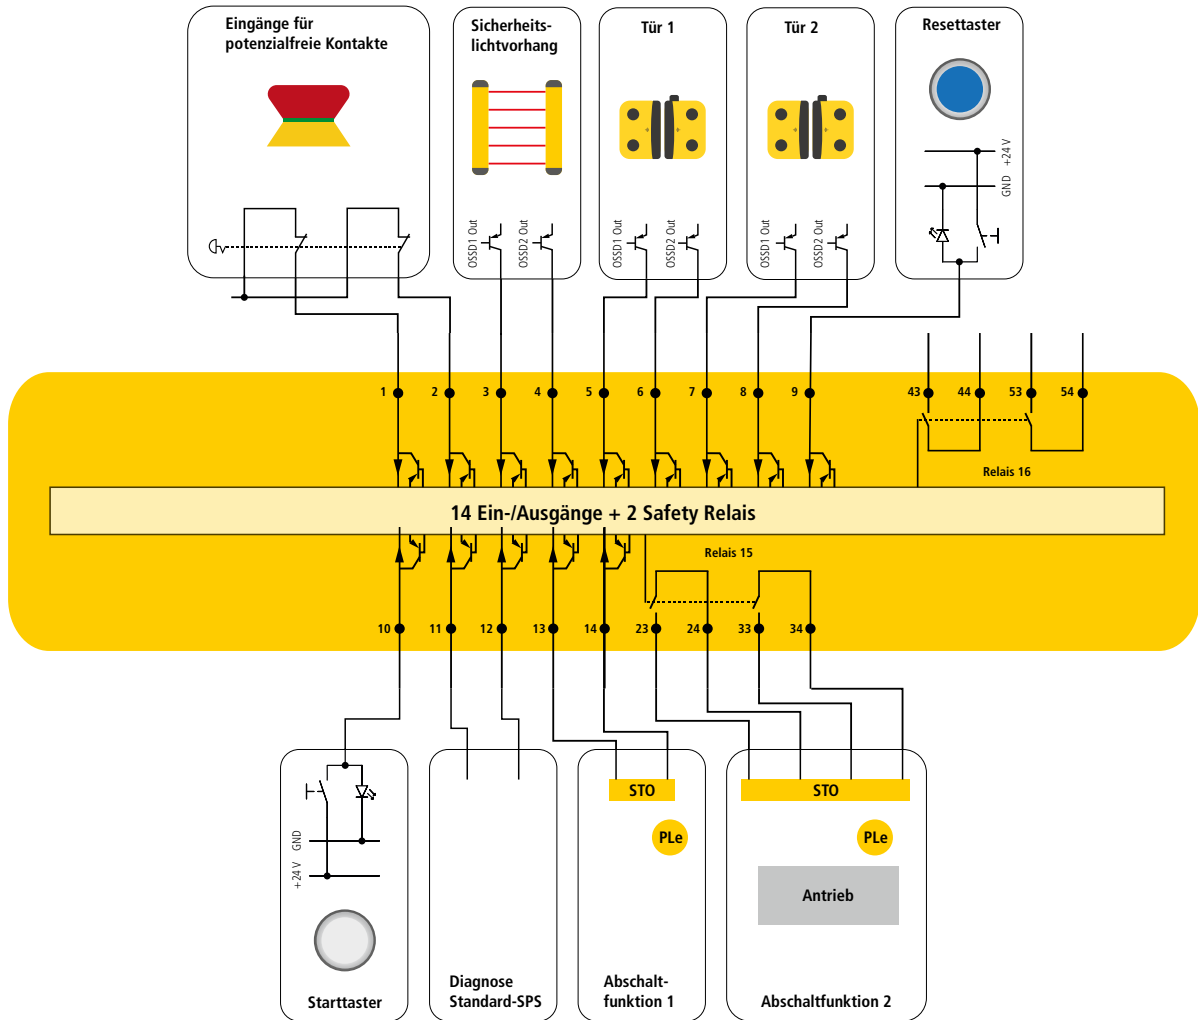 Eingänge für
potenzialfreie Kontakte
Sicherheits-
lichtvorhang
Tür 1
Tür 2
Resettaster
+24 V
GND
OSSD1 Out
OSSD2 Out
OSSD1 Out
OSSD2 Out
OSSD1 Out
OSSD2 Out
1
2
3
4
5
6
7
8
9
43
44
53
54
Relais 16
14 Ein-/Ausgänge + 2 Safety Relais
Relais 15
10
11
12
13
14
23
24
33
34
GND
+24 V
Starttaster
Diagnose
Standard-SPS
STO
PLe
Abschalt-
funktion 1
STO
PLe
Antrieb
Abschaltfunktion 2